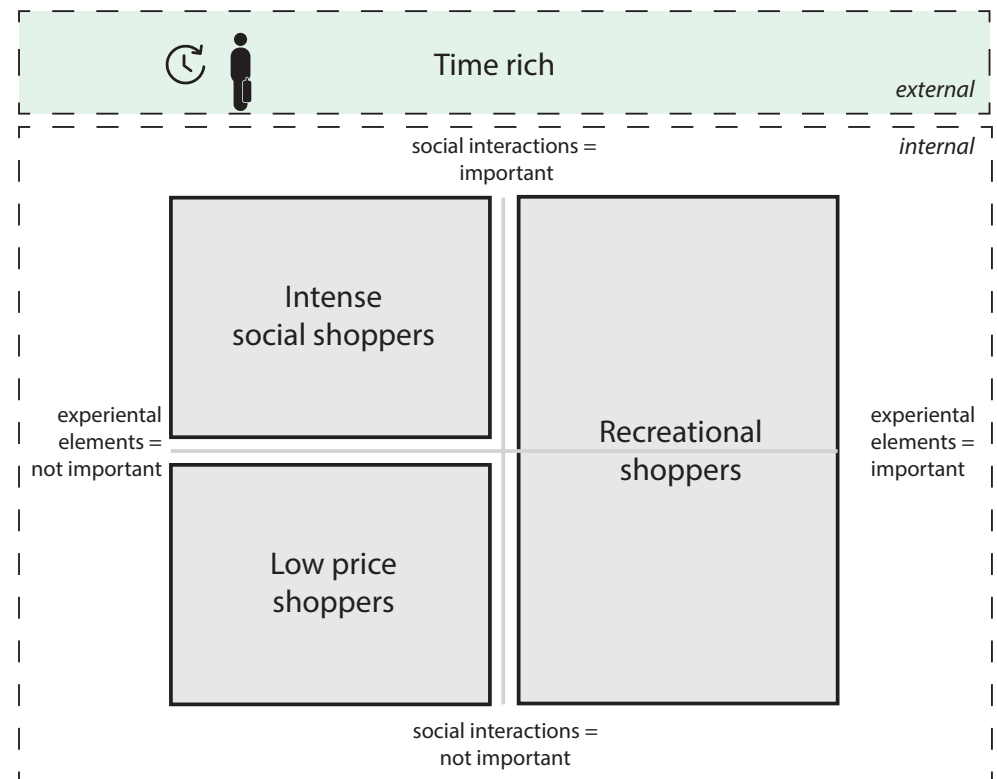 Time rich
external
internal
social interactions =
important
Intense
social shoppers
experiental
elements =
not important
Recreational
shoppers
experiental
elements =
important
Low price
shoppers
social interactions =
not important